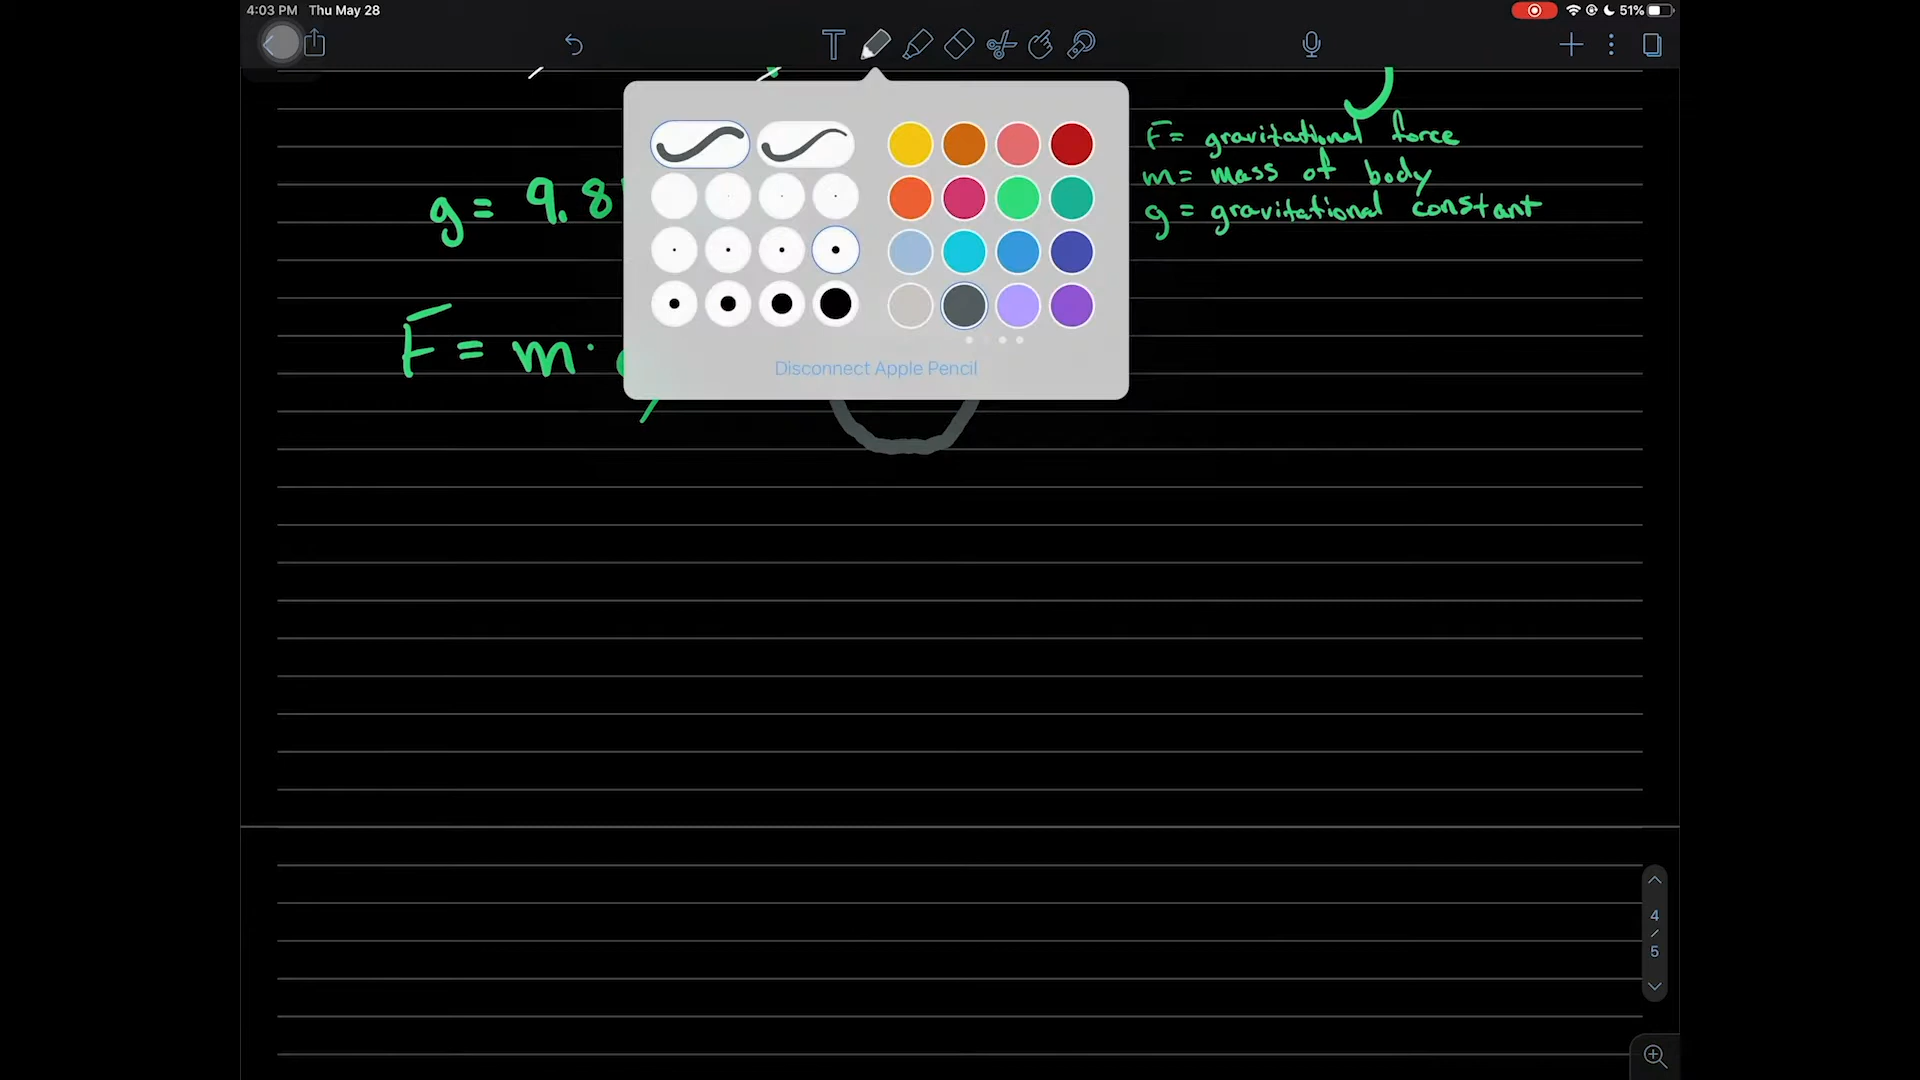 4:03 PM Thu May 28
51%
T
F = gravitational force
m = mass of body
g = gravitational constant
g = 9.8
F = m ·
Disconnect Apple Pencil
4
/
5